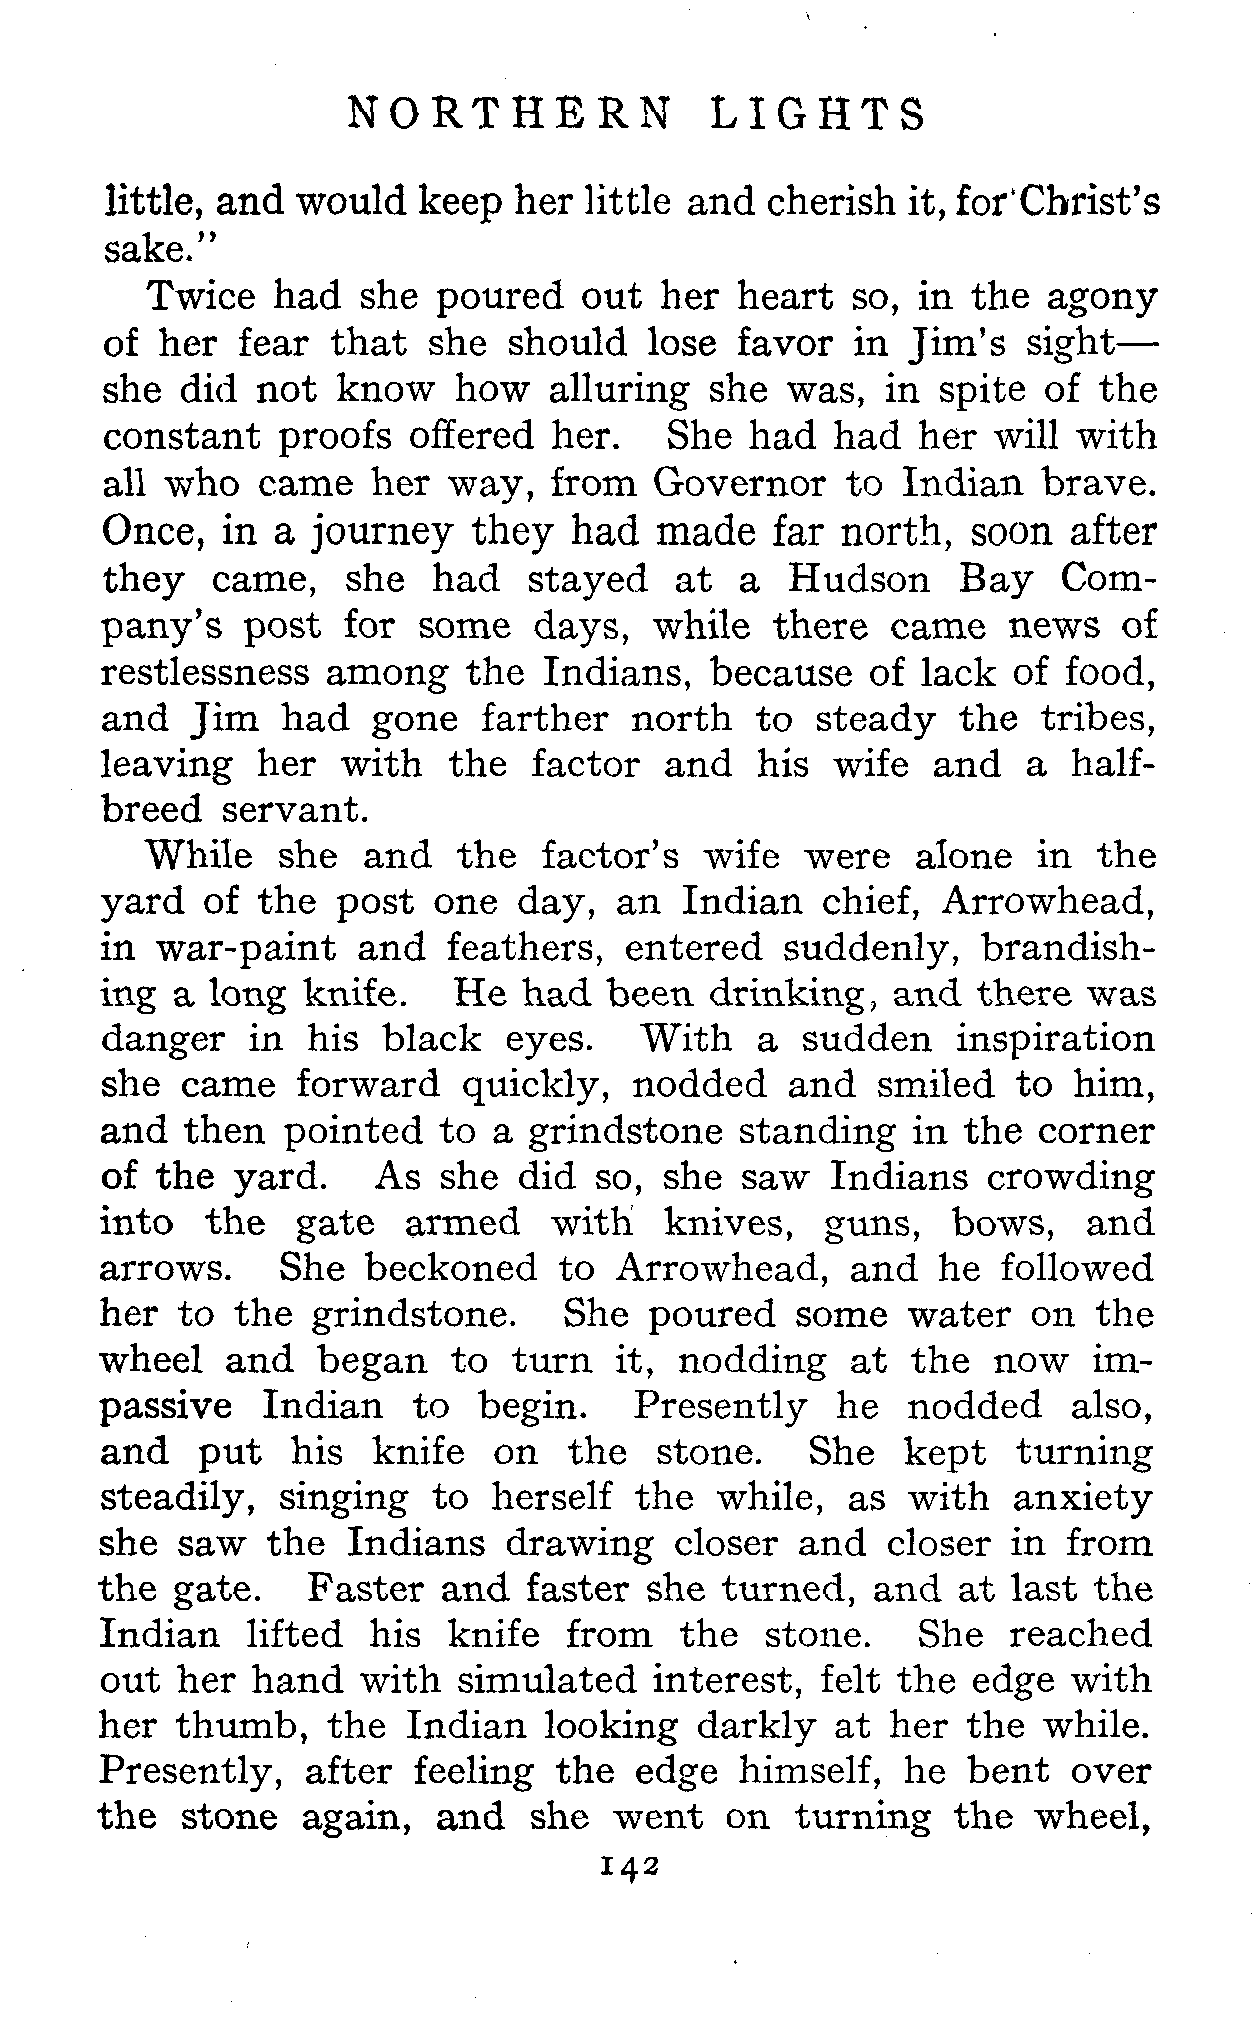 NORTHERN LIGHTS
little, and would keep her little and cherish it, for Christ's
sake."
Twice had she poured out her heart so, in the agony
of her fear that she should lose favor in Jim's sight—
she did not know how alluring she was, in spite of the
constant proofs offered her. She had had her will with
all who came her way, from Governor to Indian brave.
Once, in a journey they had made far north, soon after
they came, she had stayed at a Hudson Bay Com-
pany's post for some days, while there came news of
restlessness among the Indians, because of lack of food,
and Jim had gone farther north to steady the tribes,
leaving her with the factor and his wife and a half-
breed servant.
While she and the factor's wife were alone in the
yard of the post one day, an Indian chief, Arrowhead,
in war-paint and feathers, entered suddenly, brandish-
ing a long knife. He had been drinking, and there was
danger in his black eyes. With a sudden inspiration
she came forward quickly, nodded and smiled to him,
and then pointed to a grindstone standing in the corner
of the yard. As she did so, she saw Indians crowding
into the gate armed with knives, guns, bows, and
arrows. She beckoned to Arrowhead, and he followed
her to the grindstone. She poured some water on the
wheel and began to turn it, nodding at the now im-
passive Indian to begin. Presently he nodded also,
and put his knife on the stone. She kept turning
steadily, singing to herself the while, as with anxiety
she saw the Indians drawing closer and closer in from
the gate. Faster and faster she turned, and at last the
Indian lifted his knife from the stone. She reached
out her hand with simulated interest, felt the edge with
her thumb, the Indian looking darkly at her the while.
Presently, after feeling the edge himself, he bent over
the stone again, and she went on turning the wheel,
142